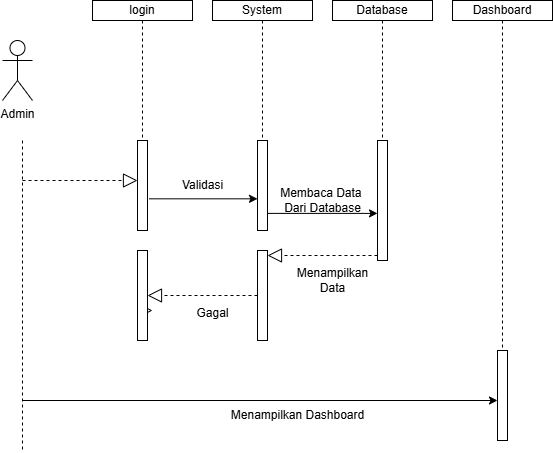 login
System
Database
Dashboard
Admin
Validasi
Membaca Data
Dari Database
Menampilkan
Data
Gagal
Menampilkan Dashboard